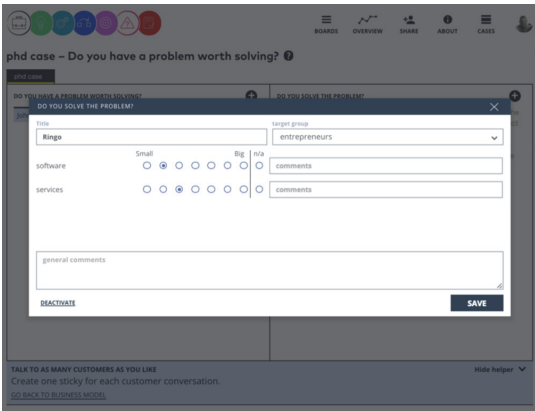 BOARDS OVERVIEW SHARE ABOUT CASES
phd case – Do you have a problem worth solving? ?
phd case
DO YOU HAVE A PROBLEM WORTH SOLVING? DO YOU SOLVE THE PROBLEM?
DO YOU SOLVE THE PROBLEM?
Title target group
Ringo entrepreneurs
Small Big n/a
software comments
services comments
general comments
DEACTIVATE SAVE
TALK TO AS MANY CUSTOMERS AS YOU LIKE Hide helper
Create one sticky for each customer conversation.
GO BACK TO BUSINESS MODEL